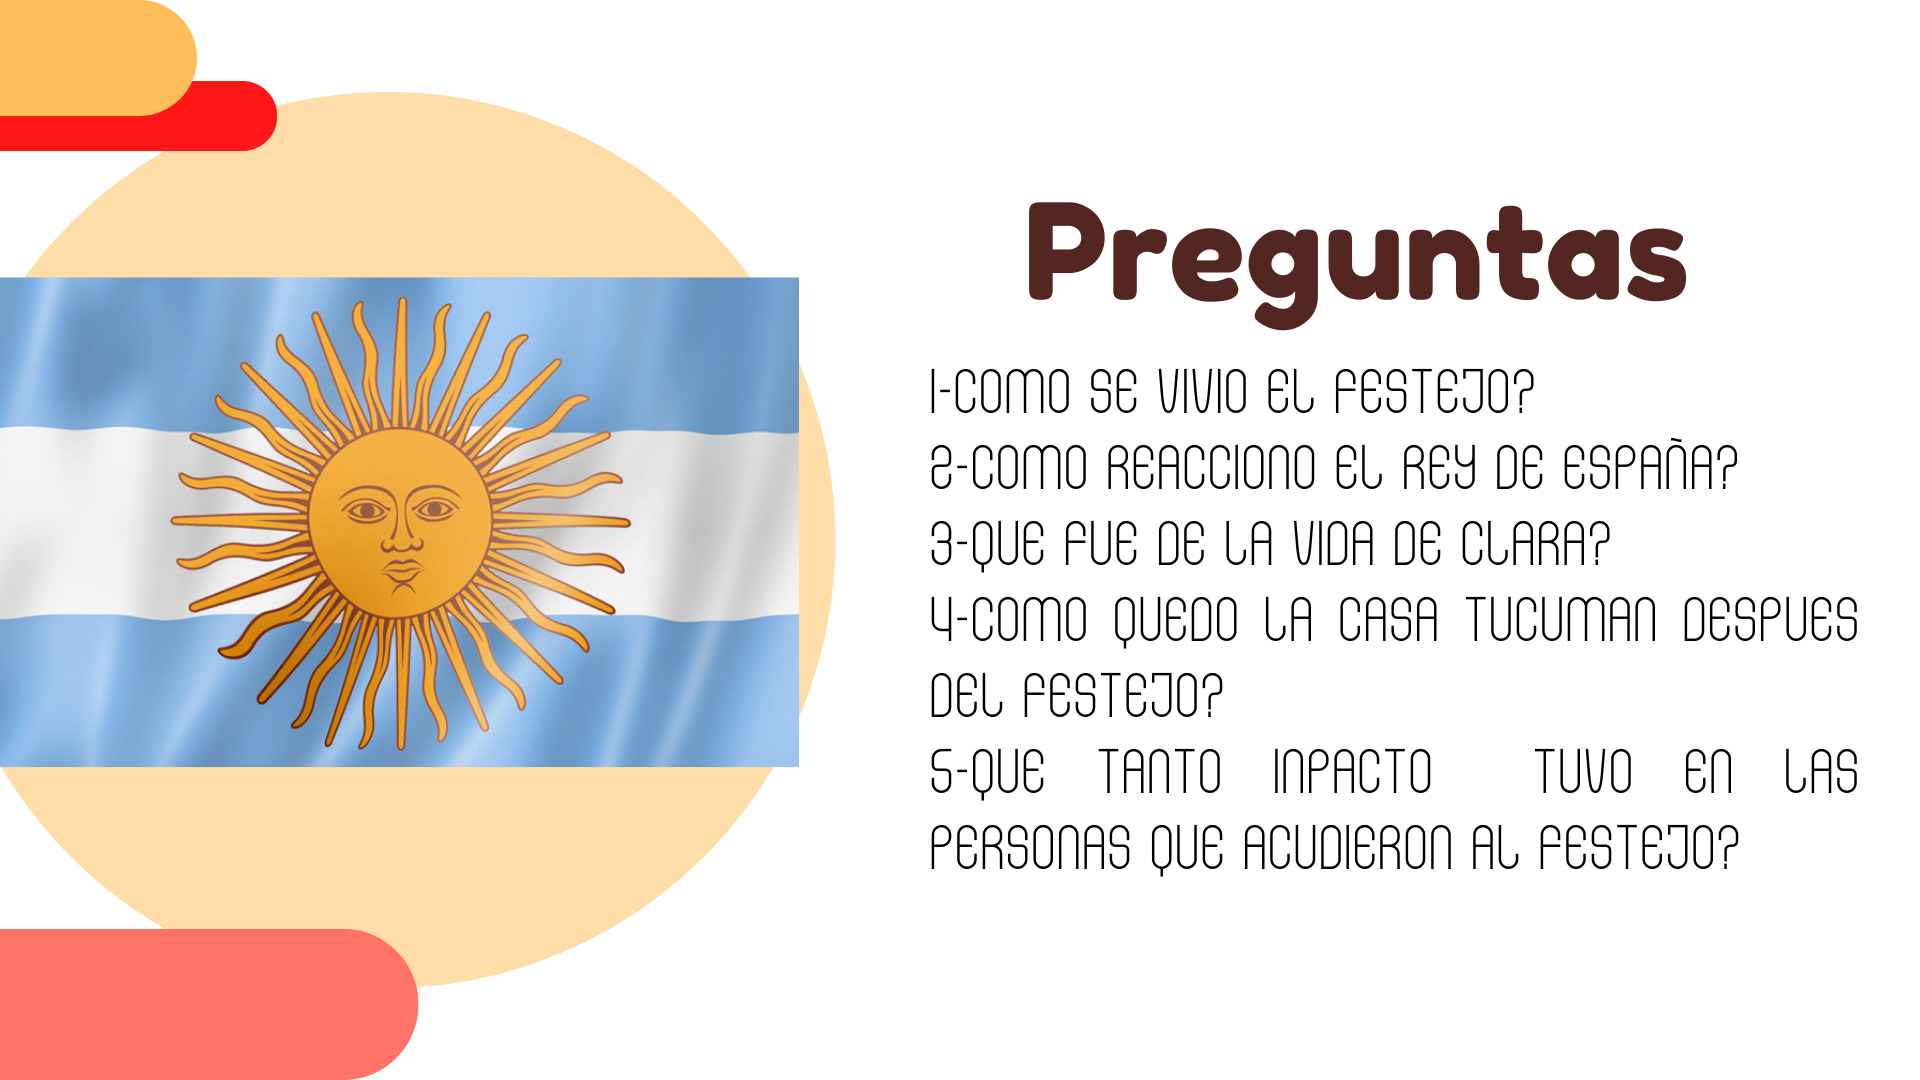 Preguntas
1-COMO SE VIVIO EL FESTEJO?
2-COMO REACCIONO EL REY DE ESPAÑA?
3-QUE FUE DE LA VIDA DE CLARA?
4-COMO QUEDO LA CASA TUCUMAN DESPUES
DEL FESTEJO?
5-QUE TANTO INPACTO TUVO EN LAS
PERSONAS QUE ACUDIERON AL FESTEJO?